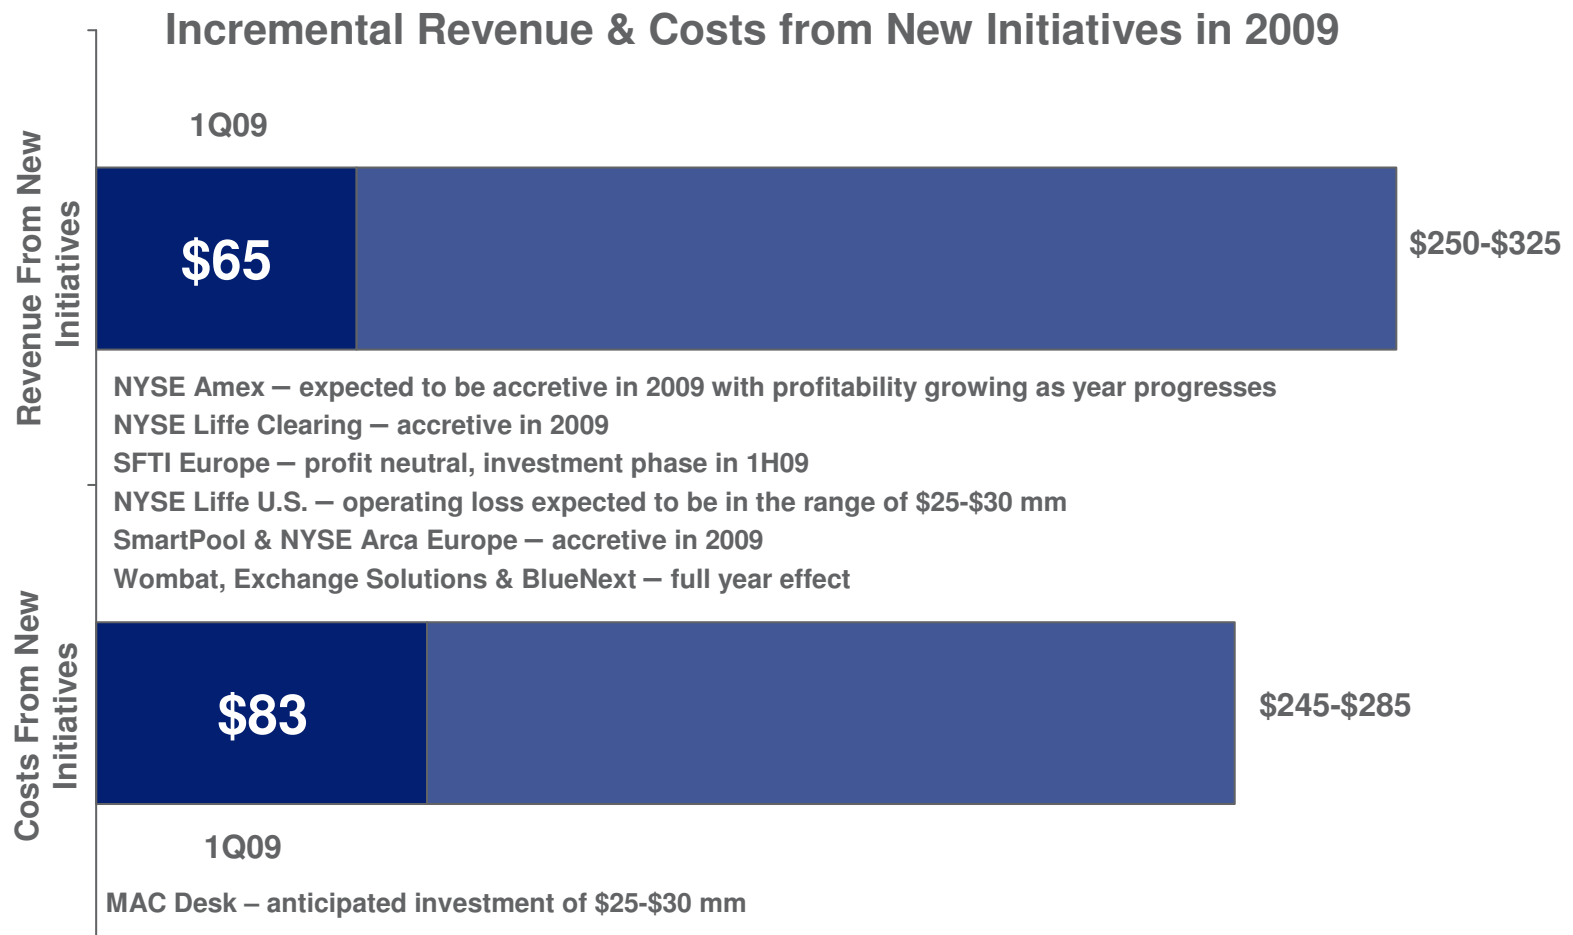 Incremental Revenue & Costs from New Initiatives in 2009
1Q09
Revenue From New
Initiatives
$65
$250-$325
NYSE Amex – expected to be accretive in 2009 with profitability growing as year progresses
NYSE Liffe Clearing – accretive in 2009
SFTI Europe – profit neutral, investment phase in 1H09
NYSE Liffe U.S. – operating loss expected to be in the range of $25-$30 mm
SmartPool & NYSE Arca Europe – accretive in 2009
Wombat, Exchange Solutions & BlueNext – full year effect
Costs From New
Initiatives
$83
$245-$285
1Q09
MAC Desk – anticipated investment of $25-$30 mm